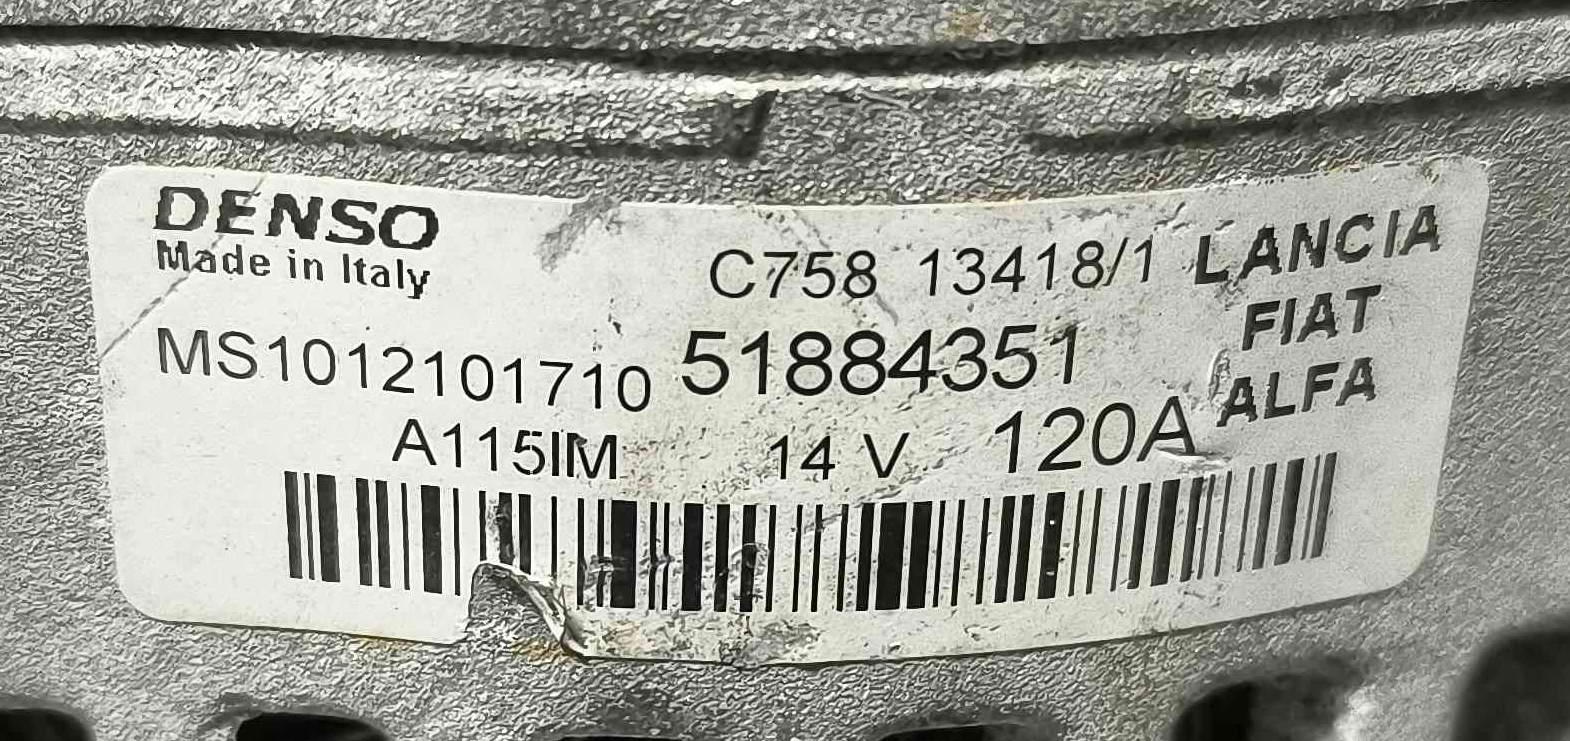 DENSO
Made in Italy
C758 13418/1
LANCIA
FIAT
ALFA
MS1012101710
51884351
A115IM
14 V
120A